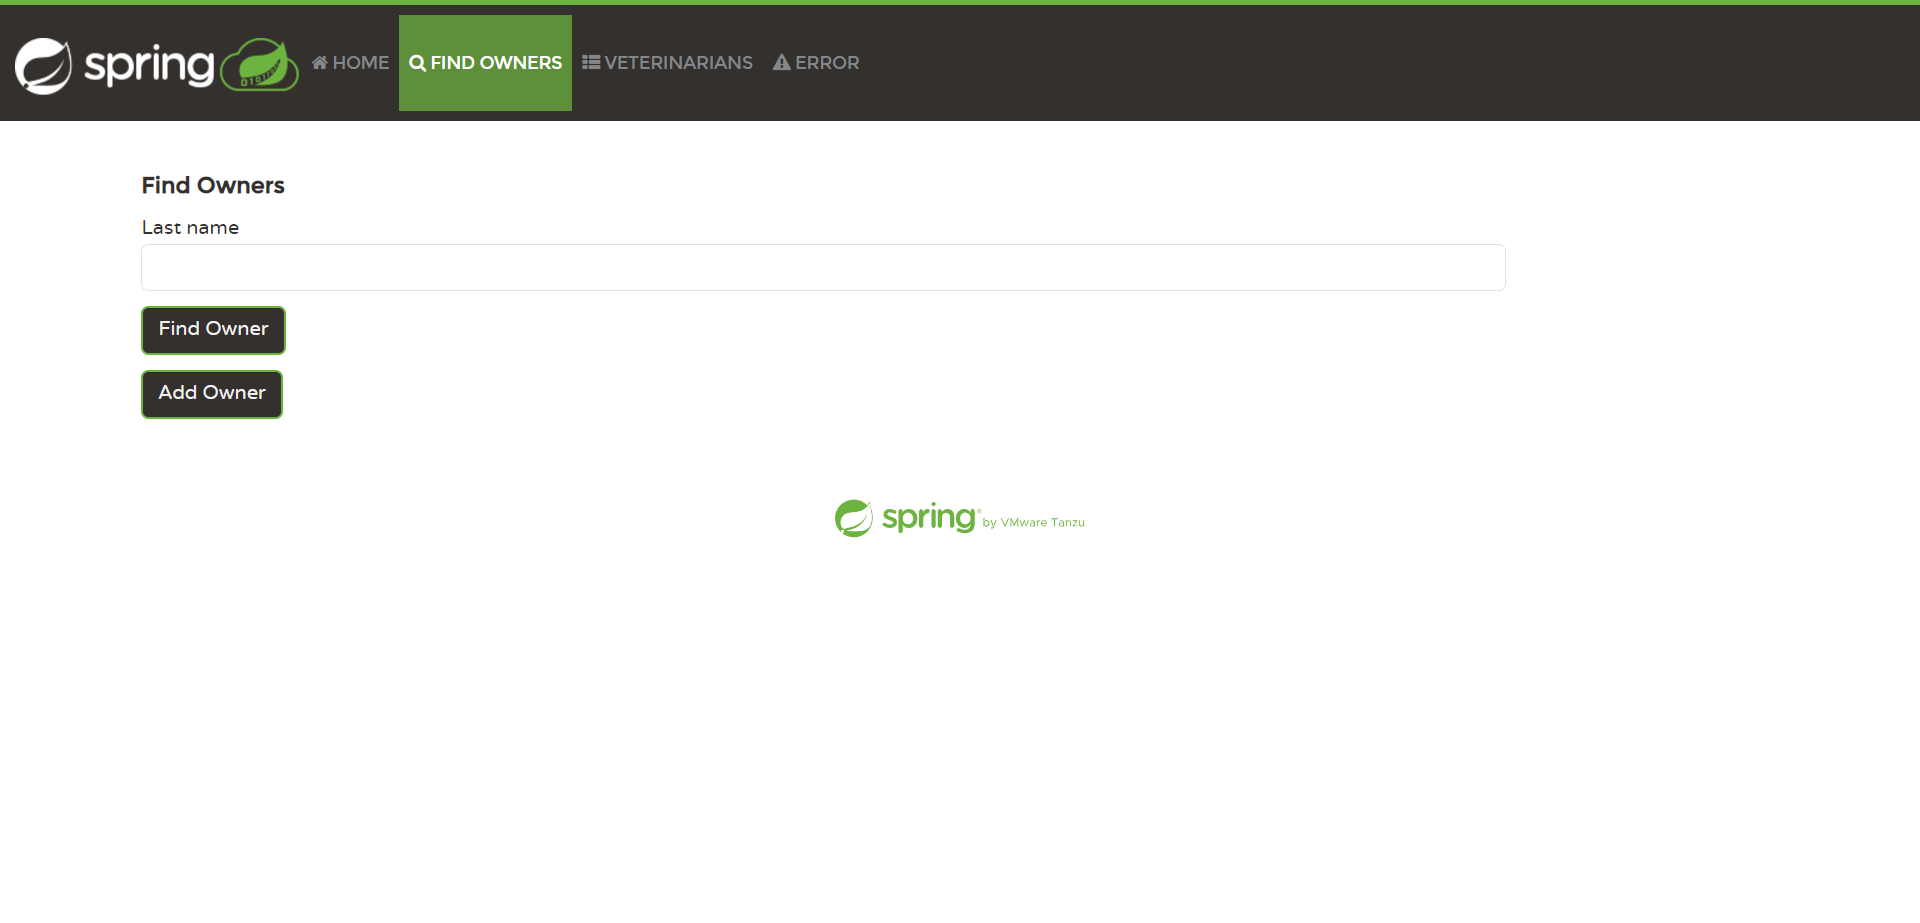 spring HOME FIND OWNERS VETERINARIANS ERROR
Find Owners
Last name
Find Owner
Add Owner
spring® by VMware Tanzu